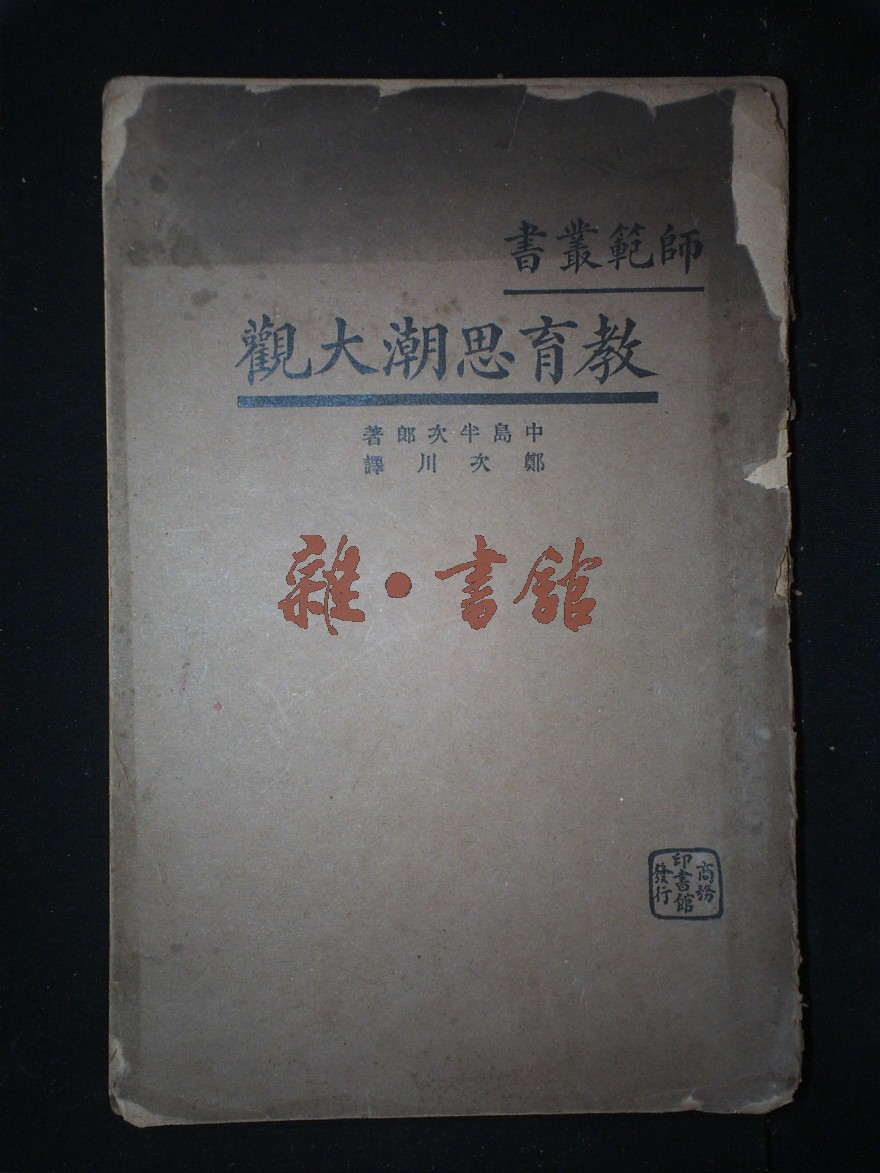 師範叢書
教育思潮大觀
中島半次郎著
鄭次川譯
雜•書館
商務
印書館
發行